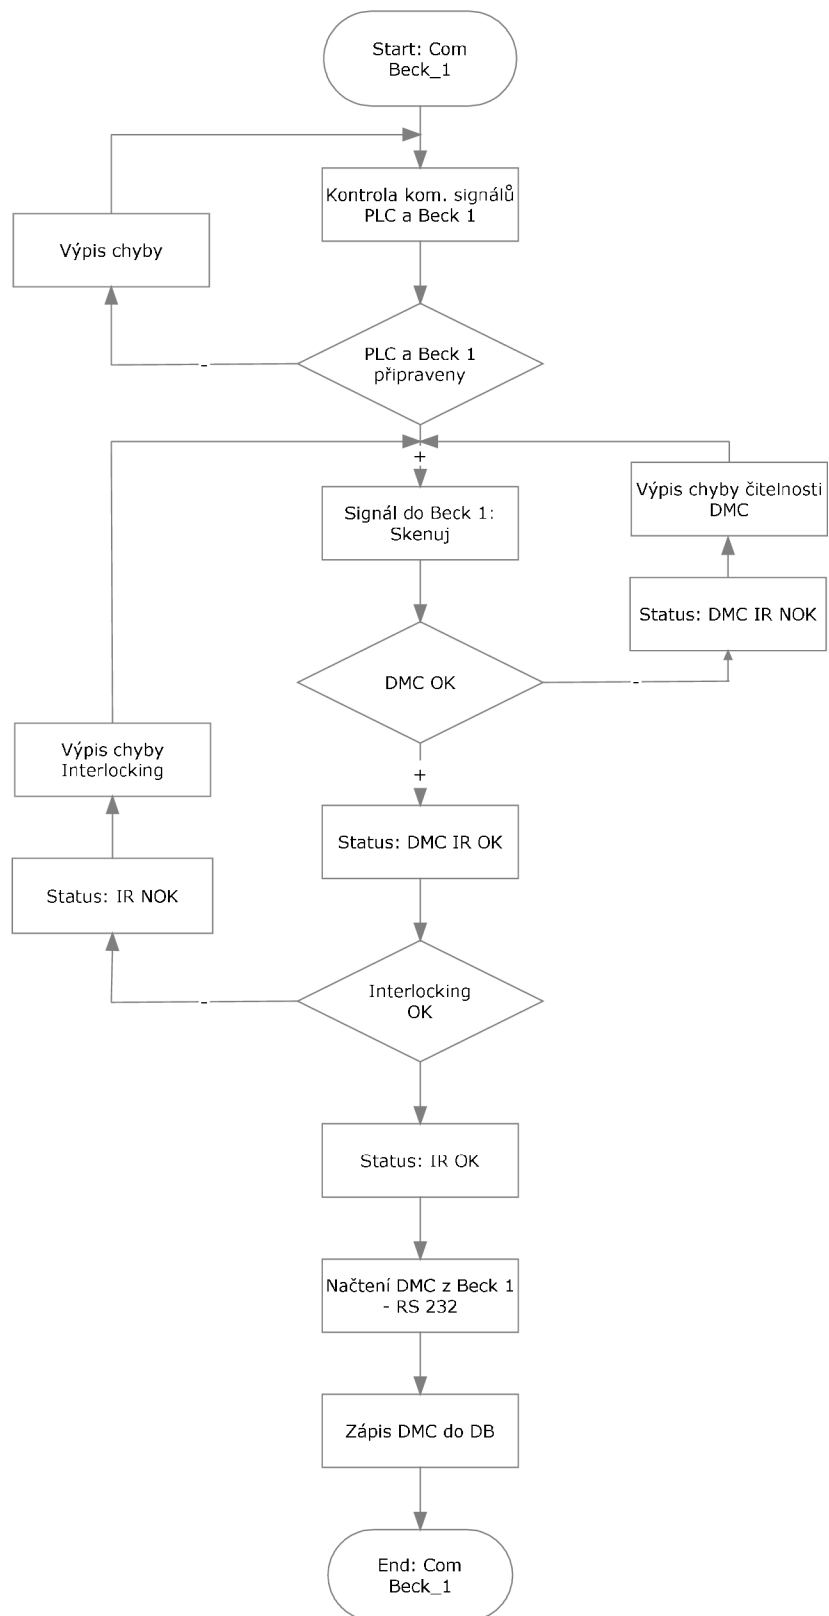 Start: Com
Beck_1
Kontrola kom. signálů
PLC a Beck 1
Výpis chyby
PLC a Beck 1
připraveny
-
+
Signál do Beck 1:
Skenuj
Výpis chyby čitelnosti
DMC
Status: DMC IR NOK
DMC OK
-
+
Výpis chyby
Interlocking
Status: DMC IR OK
Status: IR NOK
Interlocking
OK
-
Status: IR OK
Načtení DMC z Beck 1
- RS 232
Zápis DMC do DB
End: Com
Beck_1